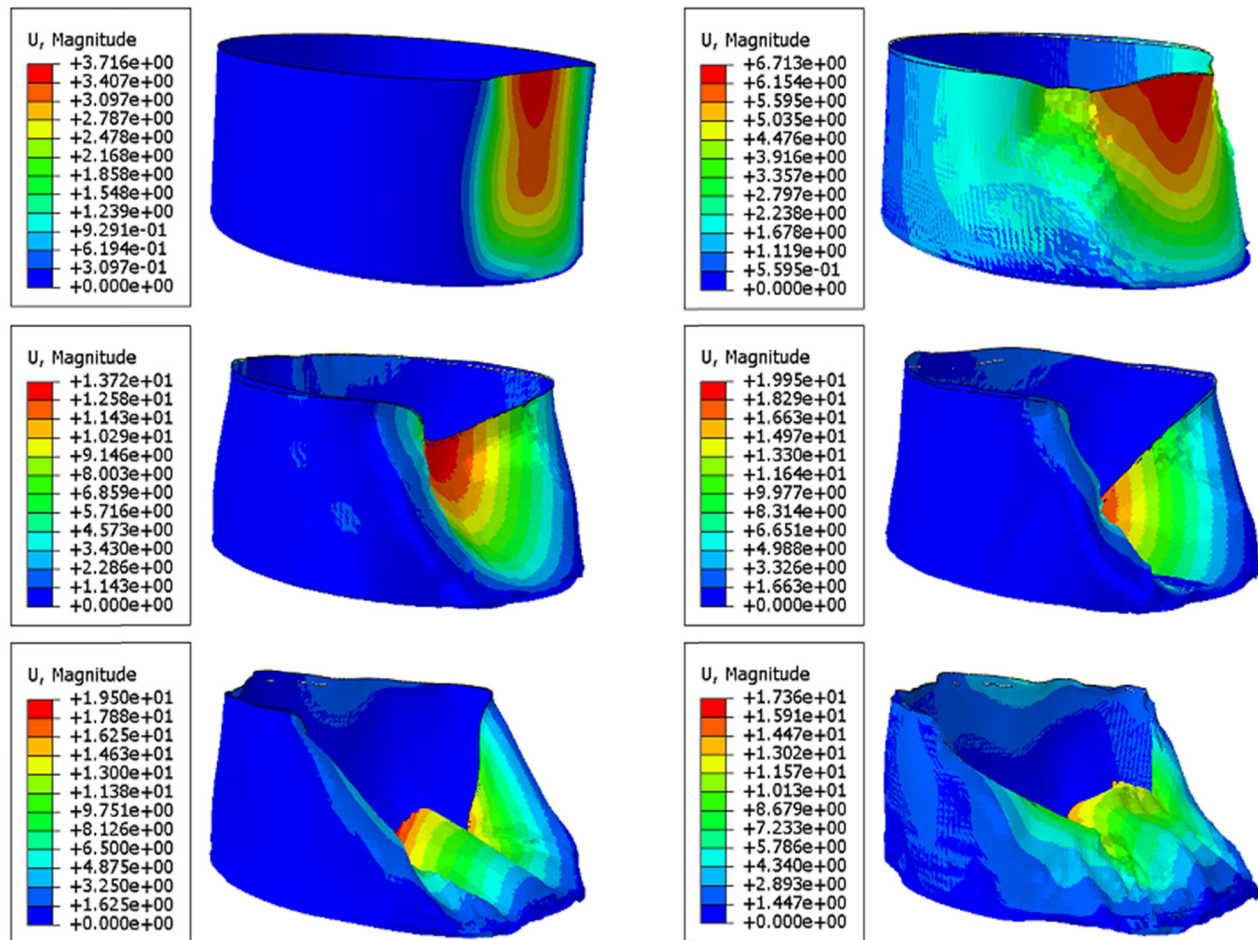 U, Magnitude
+3.716e+00
+3.407e+00
+3.097e+00
+2.787e+00
+2.478e+00
+2.168e+00
+1.858e+00
+1.548e+00
+1.239e+00
+9.291e-01
+6.194e-01
+3.097e-01
+0.000e+00
U, Magnitude
+6.713e+00
+6.154e+00
+5.595e+00
+5.035e+00
+4.476e+00
+3.916e+00
+3.357e+00
+2.797e+00
+2.238e+00
+1.678e+00
+1.119e+00
+5.595e-01
+0.000e+00
U, Magnitude
+1.372e+01
+1.258e+01
+1.143e+01
+1.029e+01
+9.146e+00
+8.003e+00
+6.859e+00
+5.716e+00
+4.573e+00
+3.430e+00
+2.286e+00
+1.143e+00
+0.000e+00
U, Magnitude
+1.995e+01
+1.829e+01
+1.663e+01
+1.497e+01
+1.330e+01
+1.164e+01
+9.977e+00
+8.314e+00
+6.651e+00
+4.988e+00
+3.326e+00
+1.663e+00
+0.000e+00
U, Magnitude
+1.950e+01
+1.788e+01
+1.625e+01
+1.463e+01
+1.300e+01
+1.138e+01
+9.751e+00
+8.126e+00
+6.500e+00
+4.875e+00
+3.250e+00
+1.625e+00
+0.000e+00
U, Magnitude
+1.736e+01
+1.591e+01
+1.447e+01
+1.302e+01
+1.157e+01
+1.013e+01
+8.679e+00
+7.233e+00
+5.786e+00
+4.340e+00
+2.893e+00
+1.447e+00
+0.000e+00